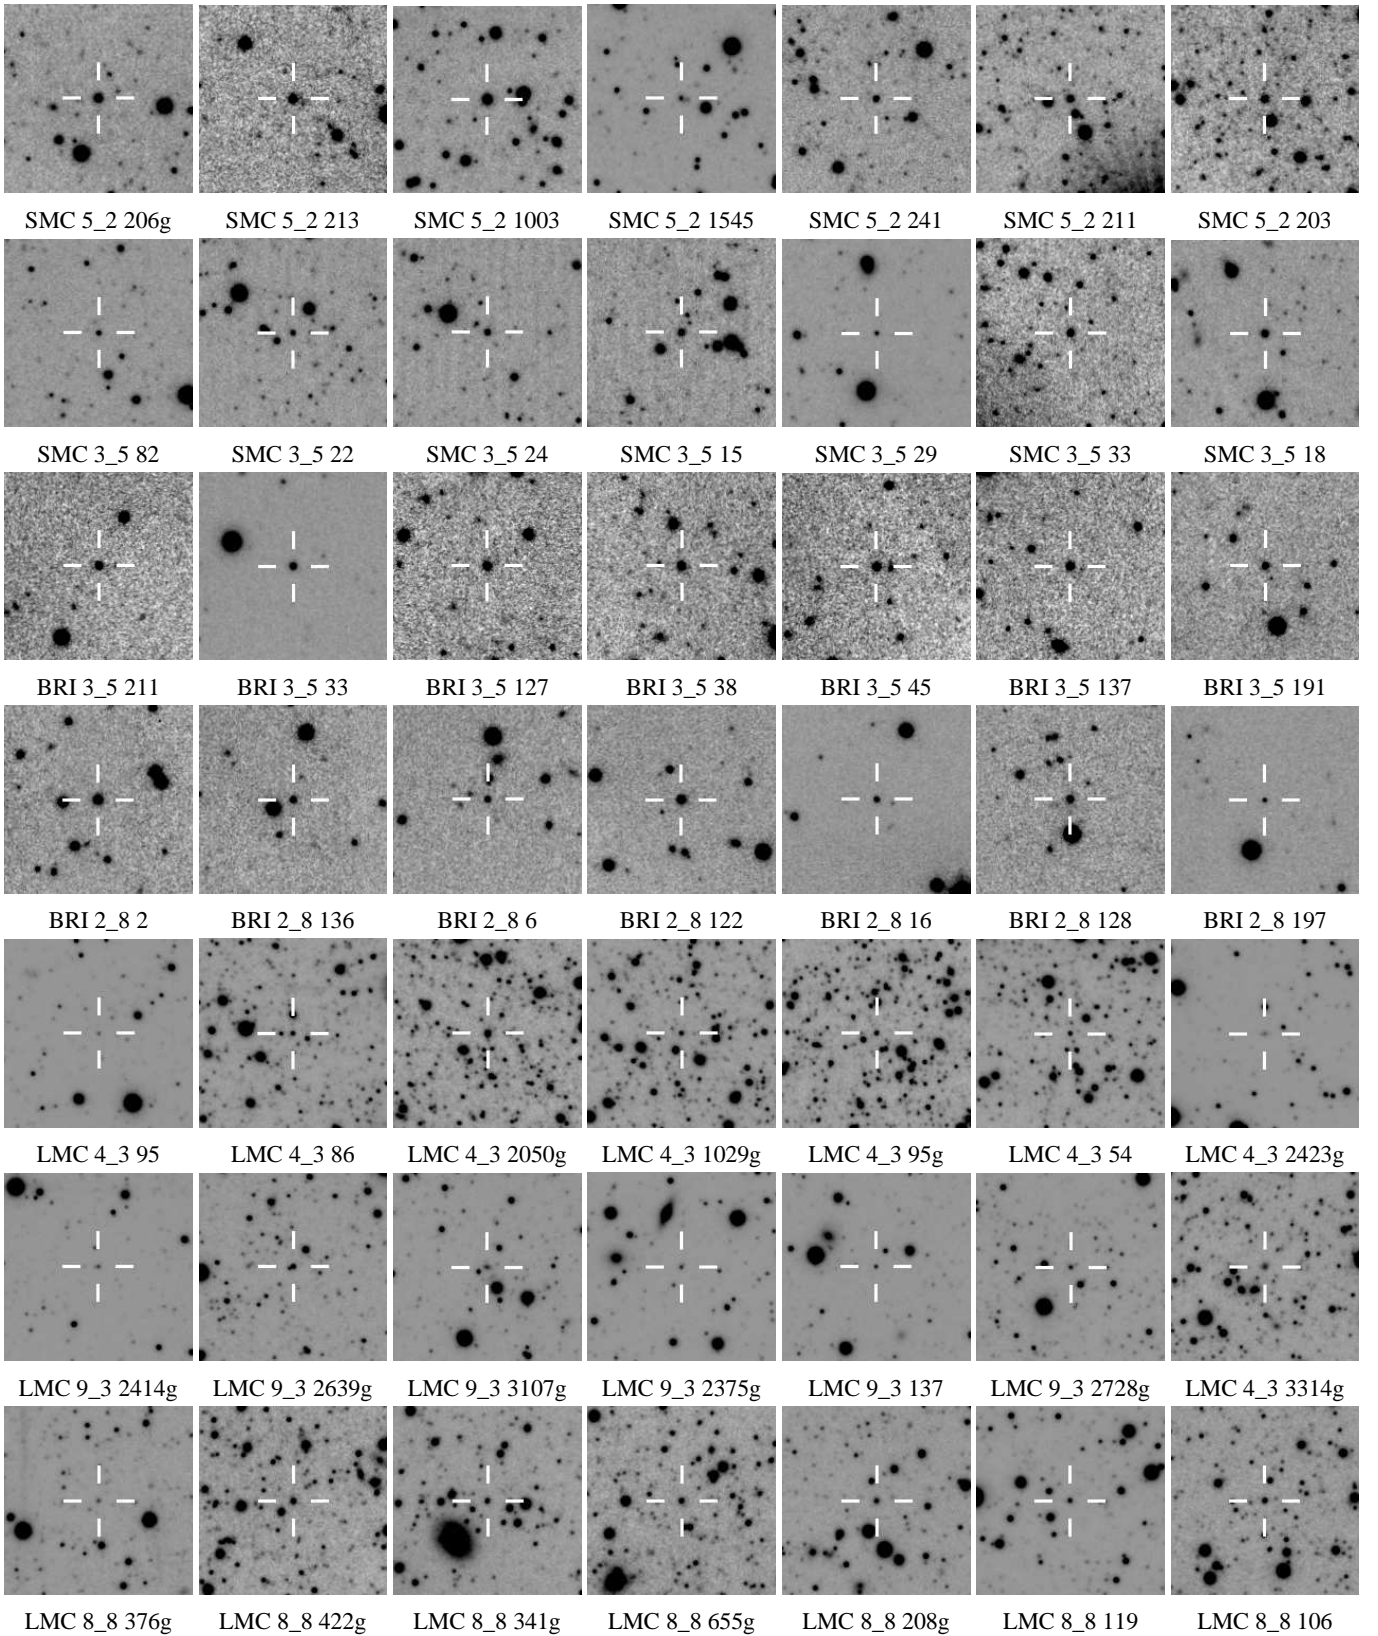 SMC 5_2 206g SMC 5_2 213 SMC 5_2 1003 SMC 5_2 1545 SMC 5_2 241 SMC 5_2 211 SMC 5_2 203
SMC 3_5 82 SMC 3_5 22 SMC 3_5 24 SMC 3_5 15 SMC 3_5 29 SMC 3_5 33 SMC 3_5 18
BRI 3_5 211 BRI 3_5 33 BRI 3_5 127 BRI 3_5 38 BRI 3_5 45 BRI 3_5 137 BRI 3_5 191
BRI 2_8 2 BRI 2_8 136 BRI 2_8 6 BRI 2_8 122 BRI 2_8 16 BRI 2_8 128 BRI 2_8 197
LMC 4_3 95 LMC 4_3 86 LMC 4_3 2050g LMC 4_3 1029g LMC 4_3 95g LMC 4_3 54 LMC 4_3 2423g
LMC 9_3 2414g LMC 9_3 2639g LMC 9_3 3107g LMC 9_3 2375g LMC 9_3 137 LMC 9_3 2728g LMC 4_3 3314g
LMC 8_8 376g LMC 8_8 422g LMC 8_8 341g LMC 8_8 655g LMC 8_8 208g LMC 8_8 119 LMC 8_8 106